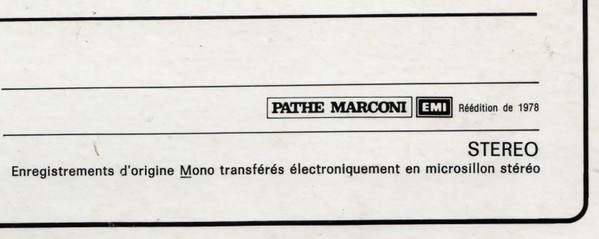 PATHE MARCONI EMI Réédition de 1978
STEREO
Enregistrements d'origine Mono transférés électroniquement en microsillon stéréo